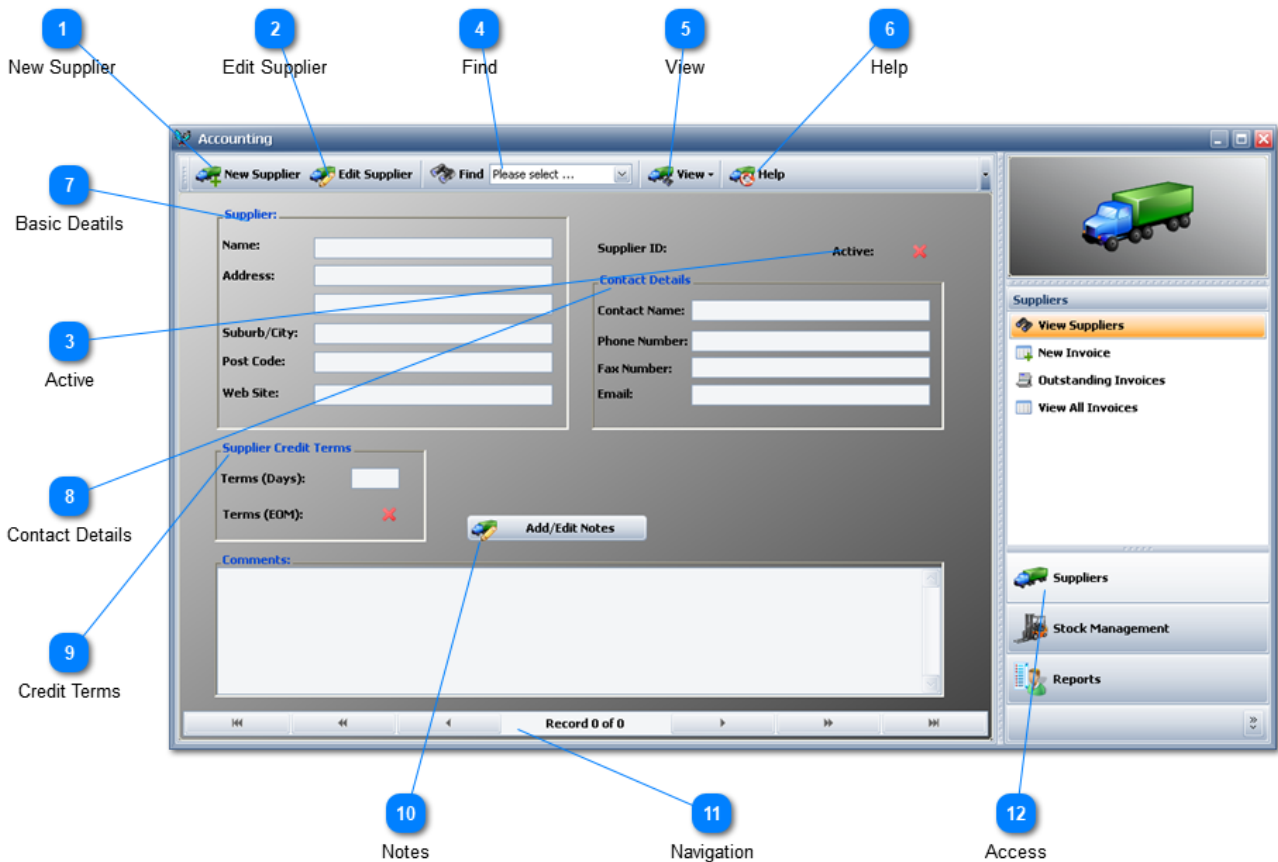 1
2
4
5
6
New Supplier
Edit Supplier
Find
View
Help
Accounting
New Supplier
Edit Supplier
Find
Please select ...
View
Help
7
Basic Deatils
Supplier:
Name:
Address:
Suburb/City:
Post Code:
Web Site:
Supplier ID:
Active:
Contact Details
Contact Name:
Phone Number:
Fax Number:
Email:
3
Active
Supplier Credit Terms
Terms (Days):
Terms (EOM):
8
Contact Details
Add/Edit Notes
Comments:
9
Credit Terms
Record 0 of 0
Suppliers
View Suppliers
New Invoice
Outstanding Invoices
View All Invoices
Suppliers
Stock Management
Reports
10
11
12
Notes
Navigation
Access